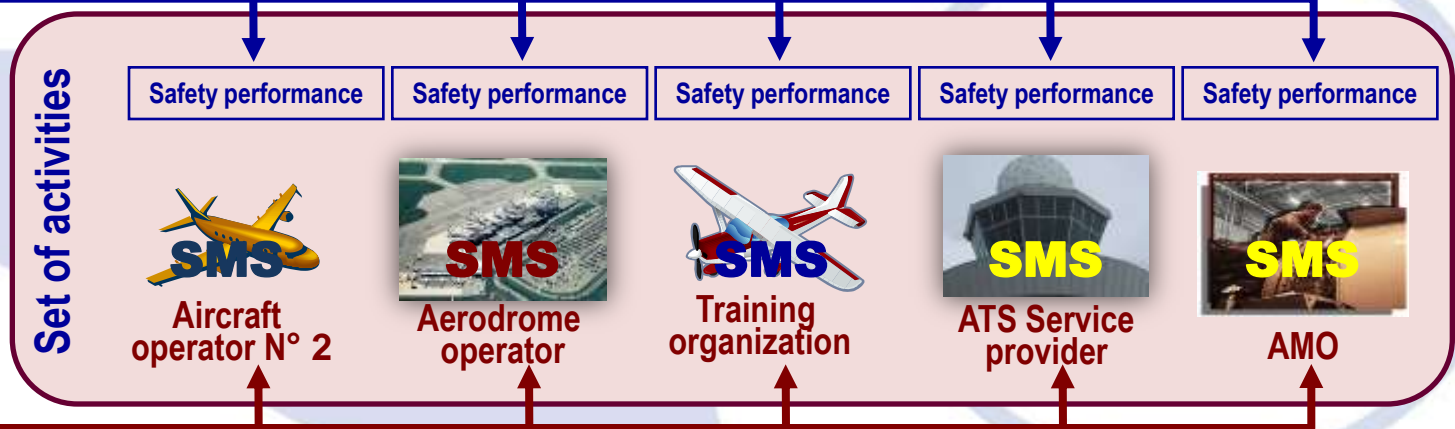 Set of activities
Safety performance
Safety performance
Safety performance
Safety performance
Safety performance
SMS
SMS
SMS
SMS
SMS
Aircraft
operator N° 2
Aerodrome
operator
Training
organization
ATS Service
provider
AMO